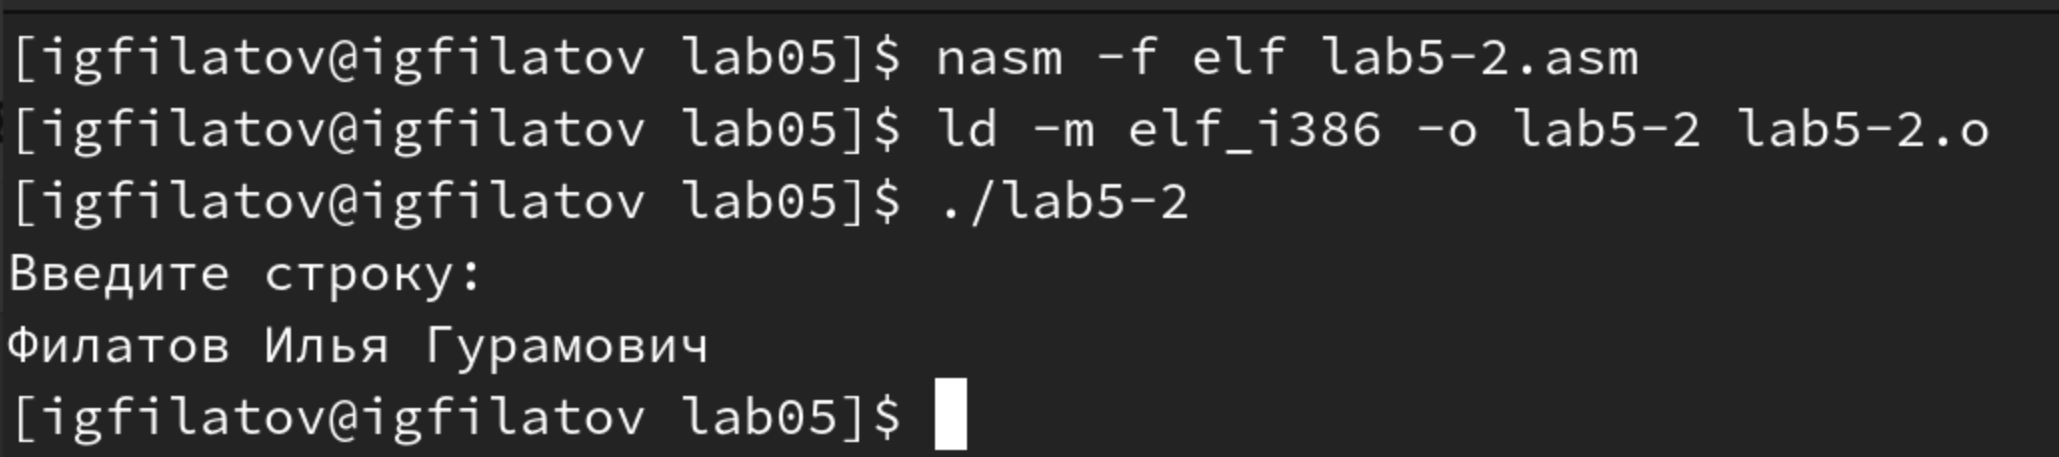 [igfilatov@igfilatov lab05]$ nasm -f elf lab5-2.asm
[igfilatov@igfilatov lab05]$ ld -m elf_i386 -o lab5-2 lab5-2.o
[igfilatov@igfilatov lab05]$ ./lab5-2
Введите строку:
Филатов Илья Гурамович
[igfilatov@igfilatov lab05]$